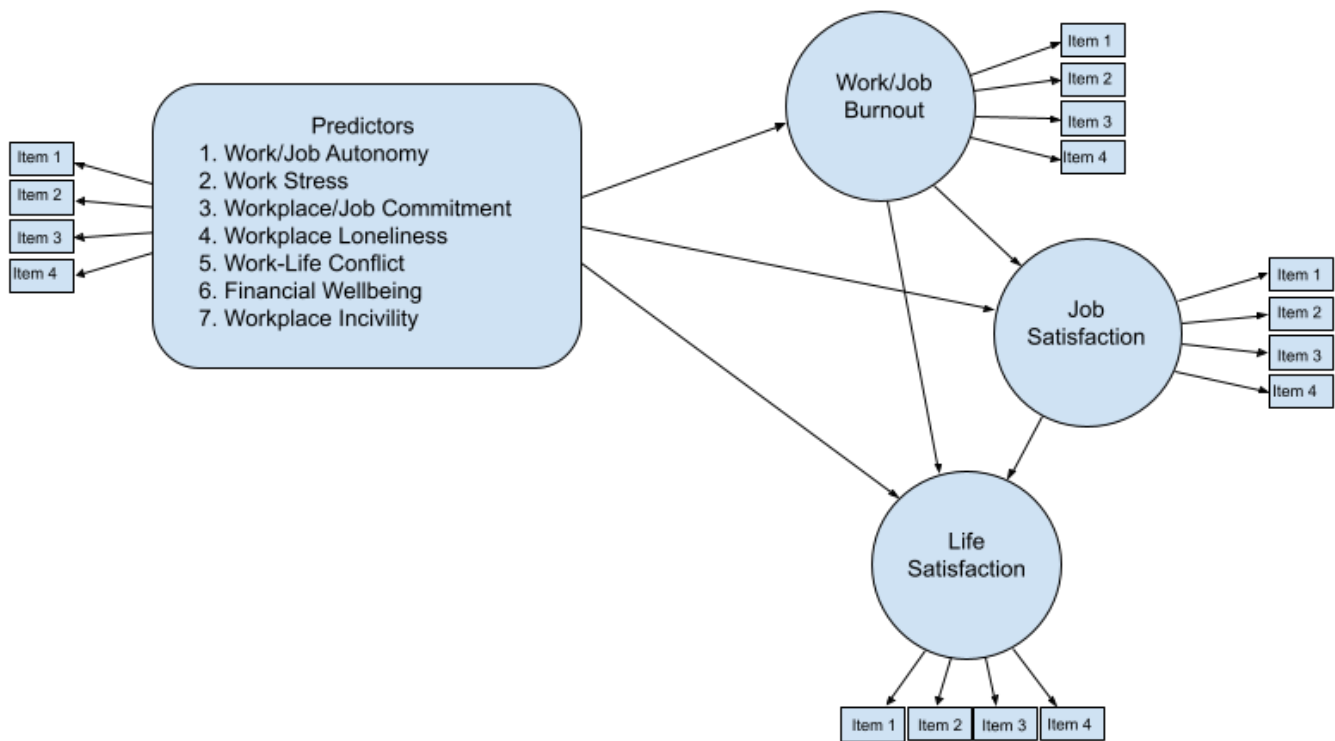 Predictors
1. Work/Job Autonomy
2. Work Stress
3. Workplace/Job Commitment
4. Workplace Loneliness
5. Work-Life Conflict
6. Financial Wellbeing
7. Workplace Incivility
Item 1
Item 2
Item 3
Item 4
Work/Job
Burnout
Item 1
Item 2
Item 3
Item 4
Job
Satisfaction
Item 1
Item 2
Item 3
Item 4
Life
Satisfaction
Item 1
Item 2
Item 3
Item 4